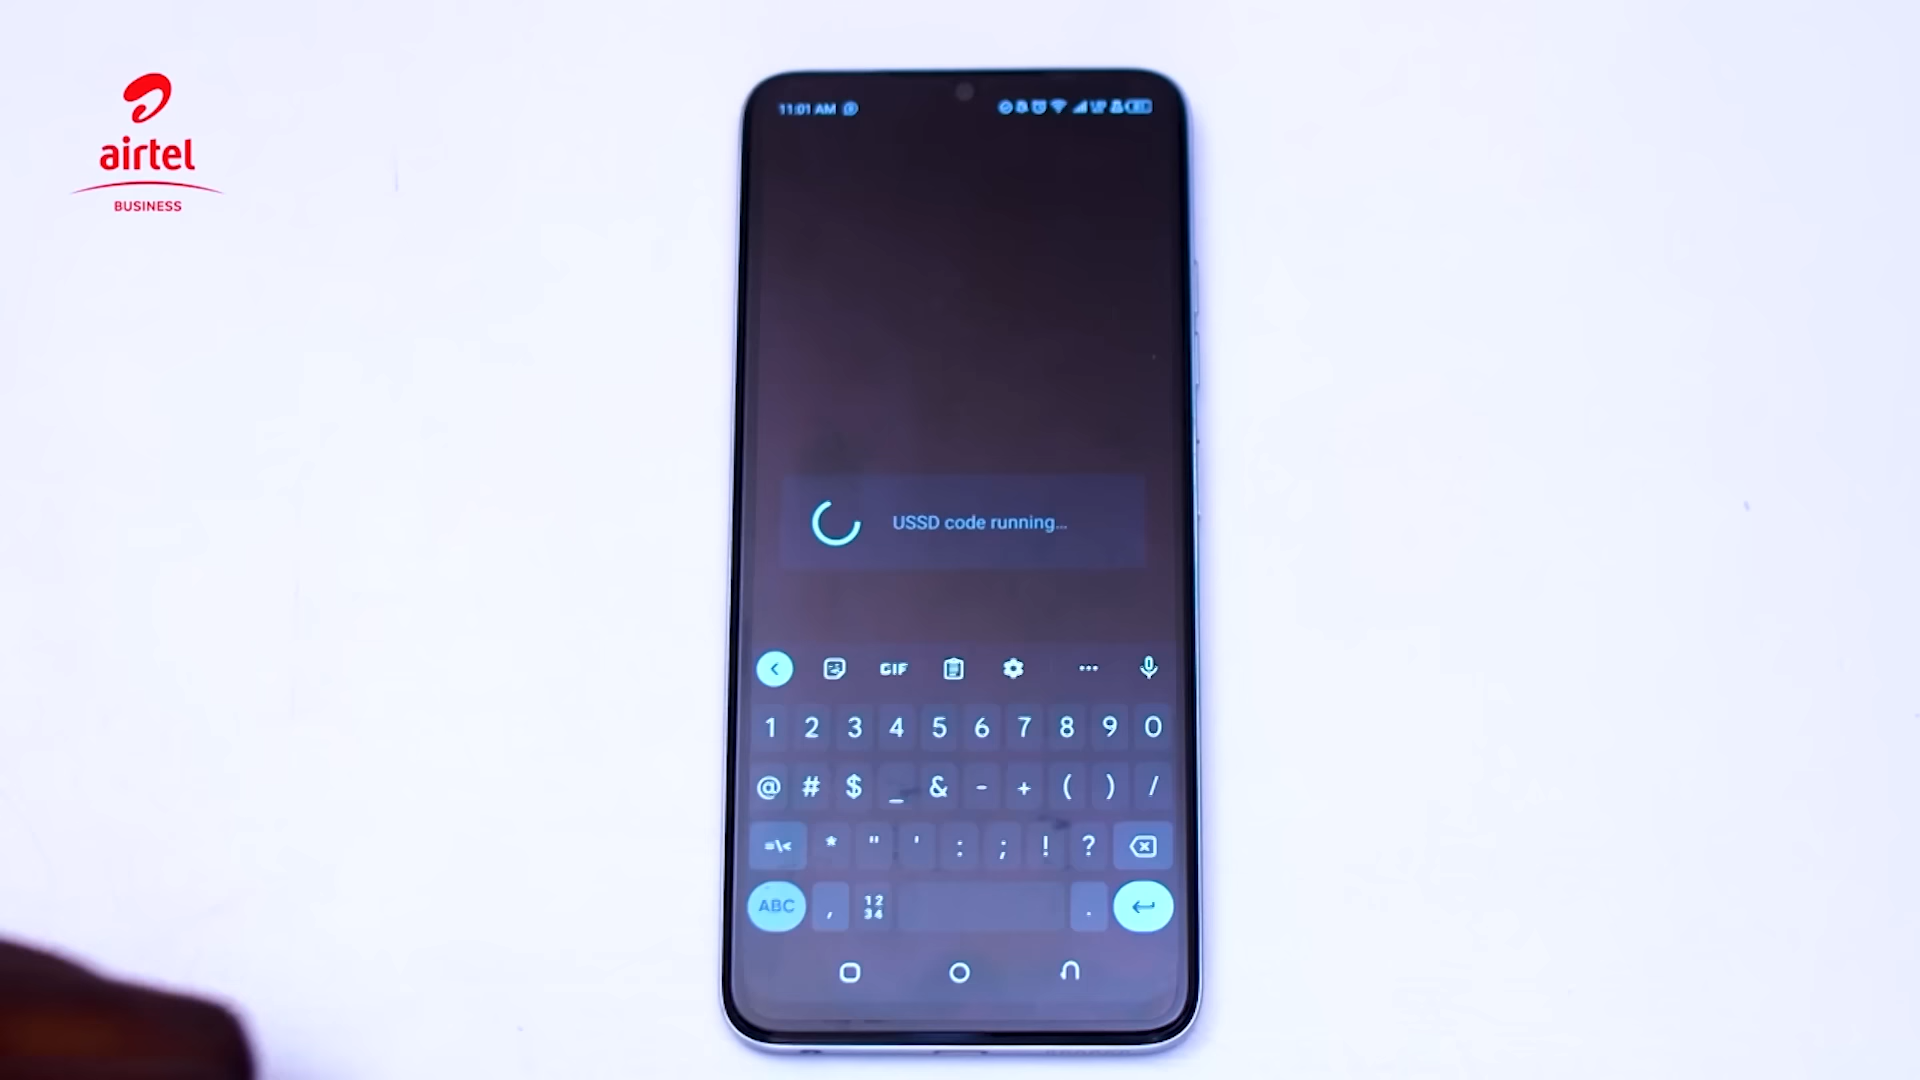 airtel
BUSINESS
11:01 AM
USSD code running...
GIF
1 2 3 4 5 6 7 8 9 0
@ # $ _ & - + ( ) /
=\< * " ' : ; ! ?
ABC , 12 34 .